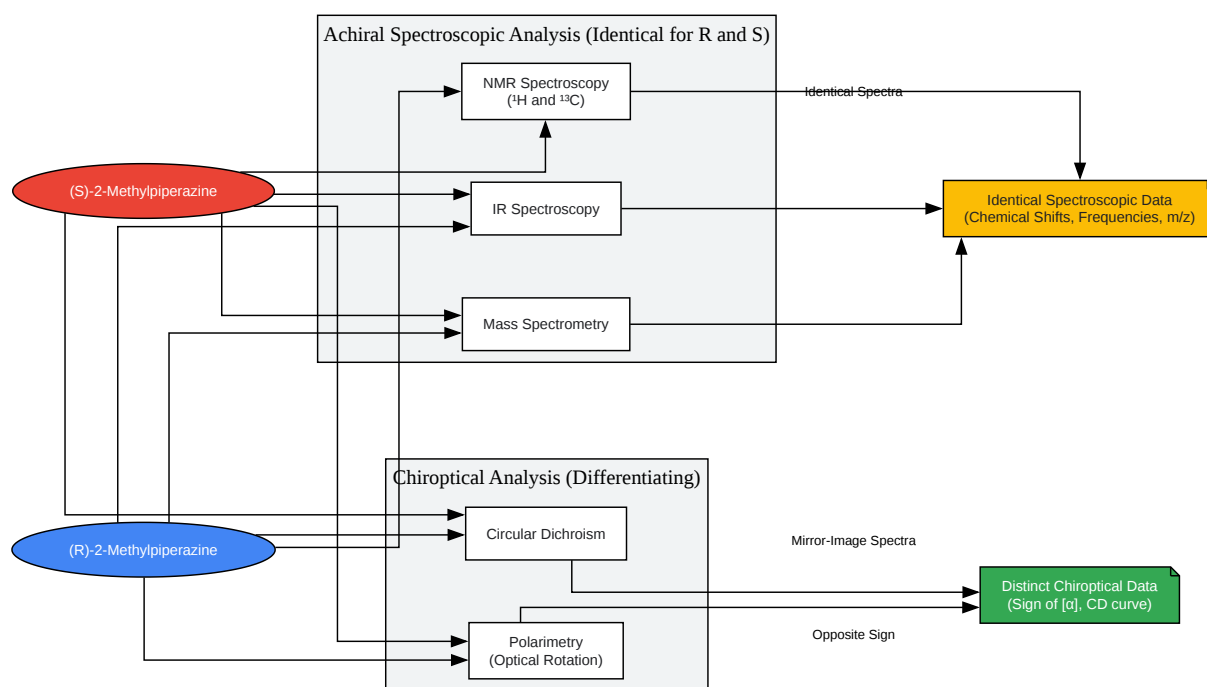 Achiral Spectroscopic Analysis (Identical for R and S)
NMR Spectroscopy
(¹H and ¹³C)
Identical Spectra
(S)-2-Methylpiperazine
IR Spectroscopy
Identical Spectroscopic Data
(Chemical Shifts, Frequencies, m/z)
Mass Spectrometry
Chiroptical Analysis (Differentiating)
Circular Dichroism
(R)-2-Methylpiperazine
Mirror-Image Spectra
Distinct Chiroptical Data
(Sign of [α], CD curve)
Polarimetry
(Optical Rotation)
Opposite Sign